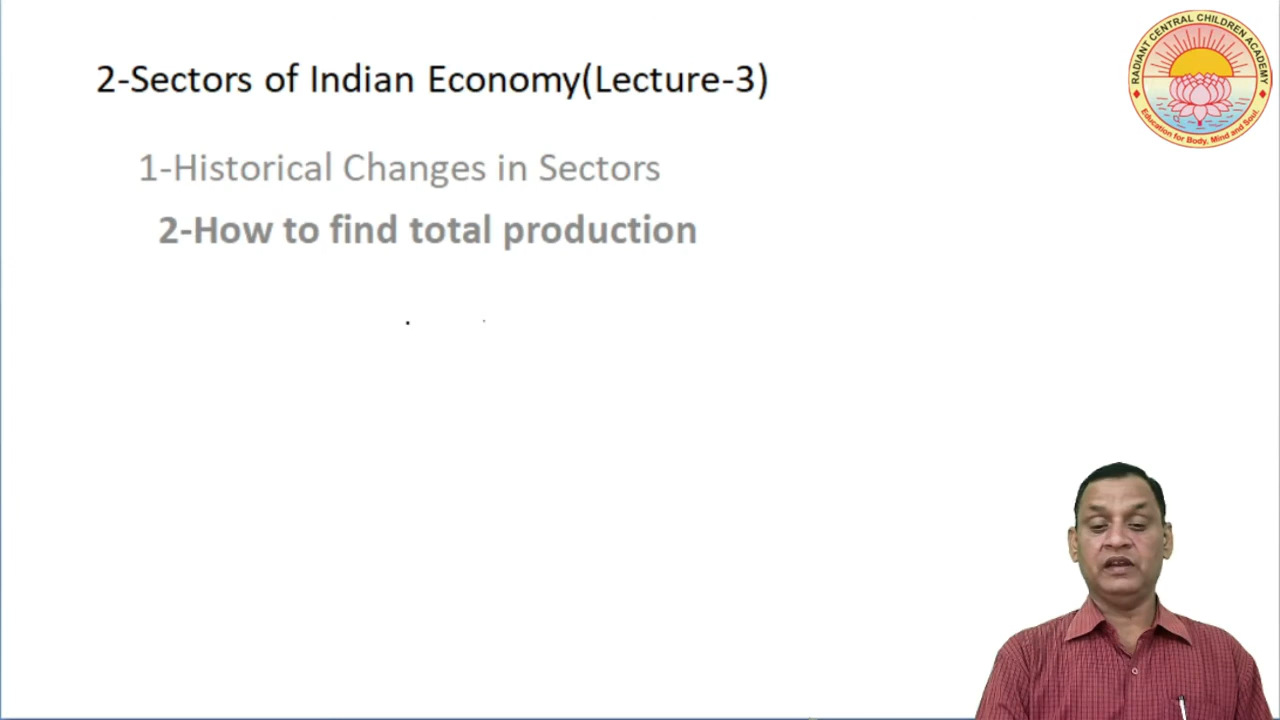 2-Sectors of Indian Economy(Lecture-3)
1-Historical Changes in Sectors
2-How to find total production
RADIANT CENTRAL CHILDREN ACADEMY
Education for Body, Mind and Soul.